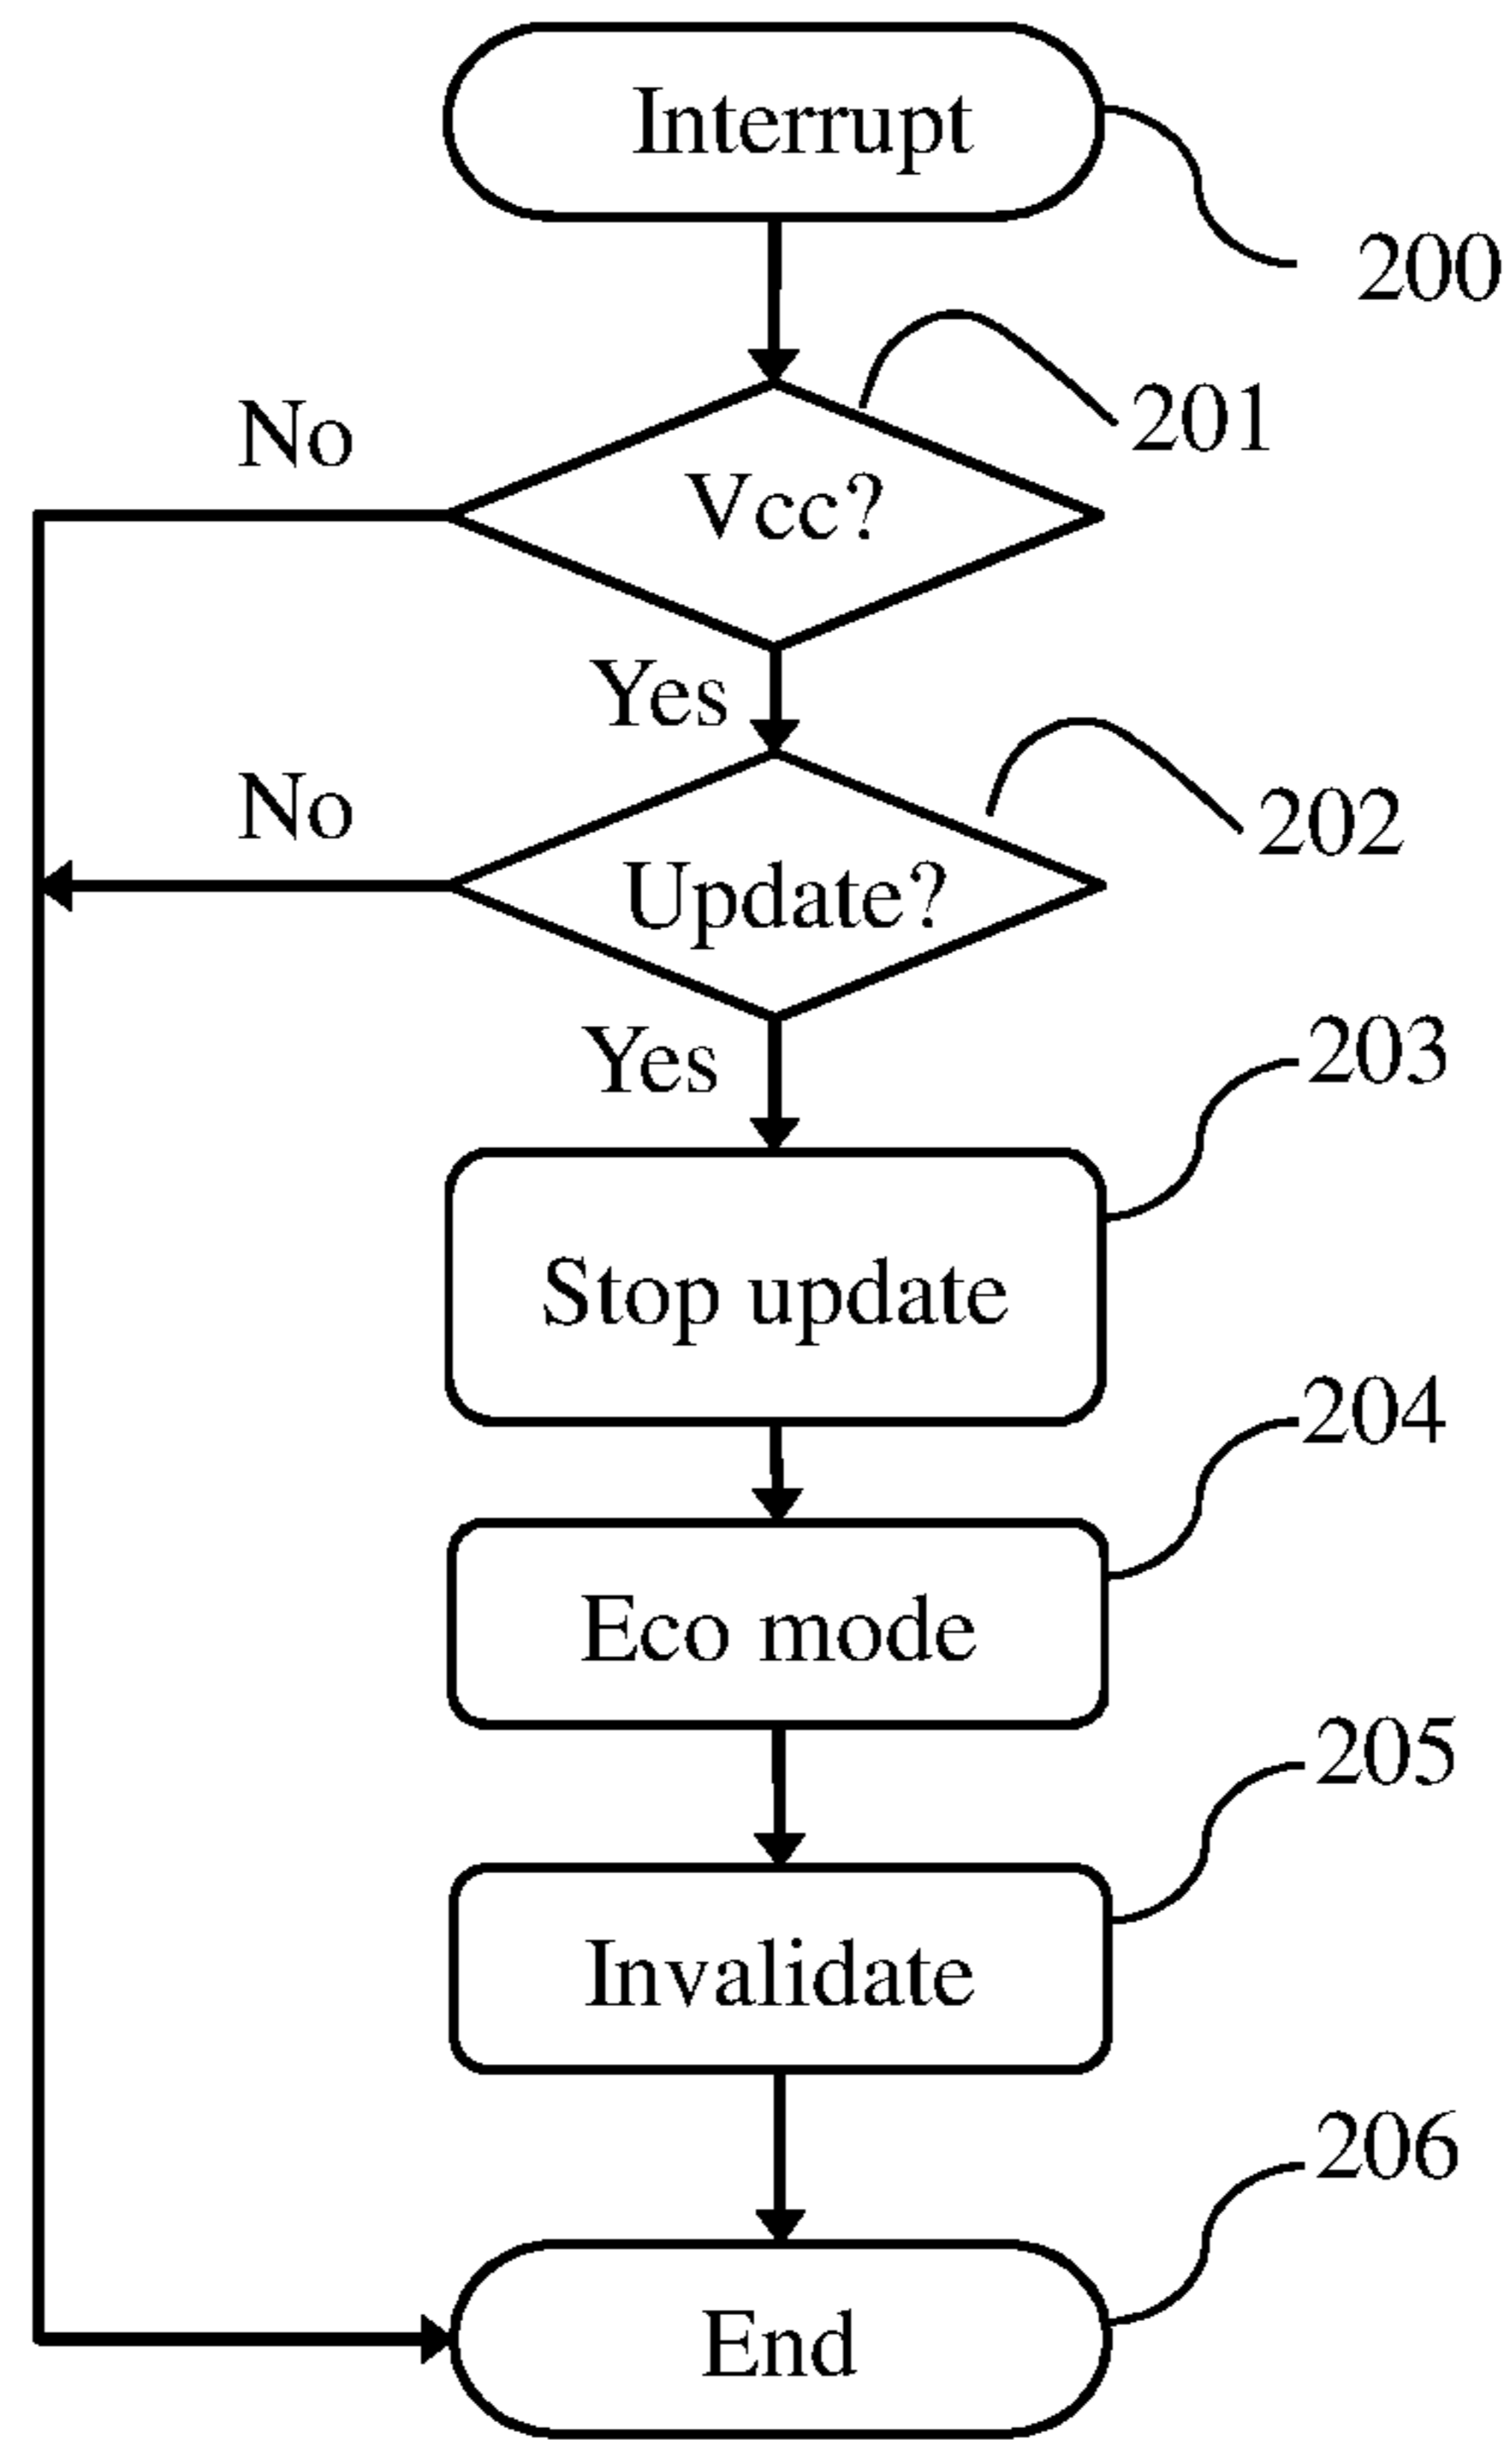 Interrupt
200
201
No
Vcc?
Yes
202
No
Update?
Yes
203
Stop update
204
Eco mode
205
Invalidate
206
End